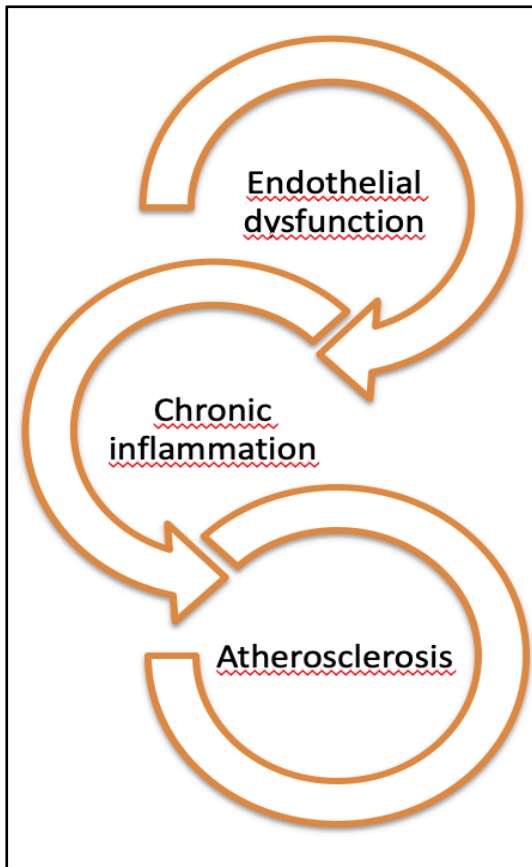 Endothelial
dysfunction
Chronic
inflammation
Atherosclerosis